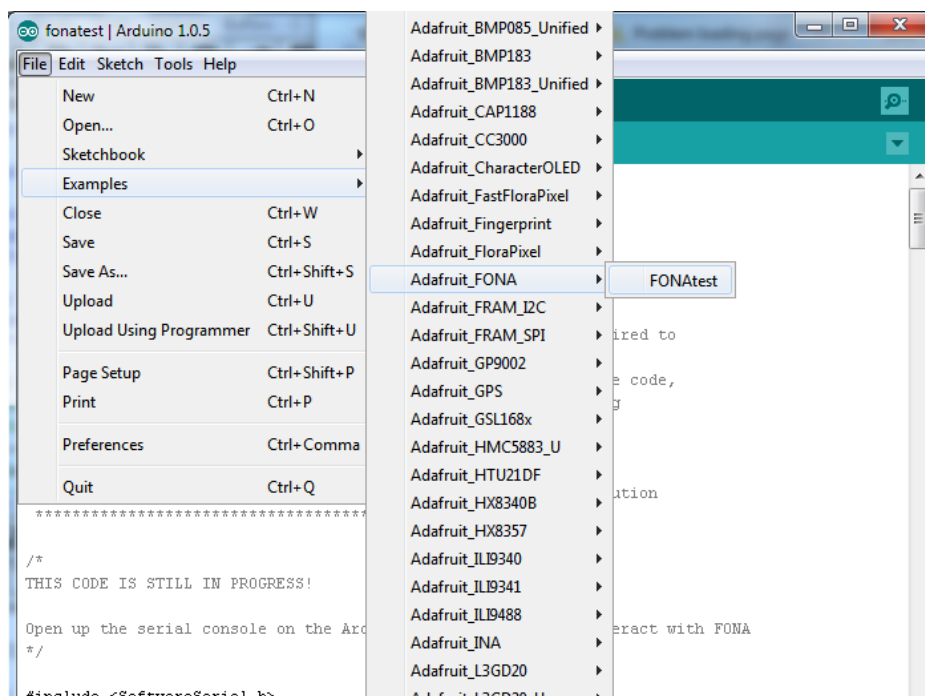 fonatest | Arduino 1.0.5
File Edit Sketch Tools Help
New Ctrl+N
Open... Ctrl+O
Sketchbook
Examples
Close Ctrl+W
Save Ctrl+S
Save As... Ctrl+Shift+S
Upload Ctrl+U
Upload Using Programmer Ctrl+Shift+U
Page Setup Ctrl+Shift+P
Print Ctrl+P
Preferences Ctrl+Comma
Quit Ctrl+Q
Adafruit_BMP085_Unified
Adafruit_BMP183
Adafruit_BMP183_Unified
Adafruit_CAP1188
Adafruit_CC3000
Adafruit_CharacterOLED
Adafruit_FastFloraPixel
Adafruit_Fingerprint
Adafruit_FloraPixel
Adafruit_FONA
Adafruit_FRAM_I2C
Adafruit_FRAM_SPI
Adafruit_GP9002
Adafruit_GPS
Adafruit_GSL168x
Adafruit_HMC5883_U
Adafruit_HTU21DF
Adafruit_HX8340B
Adafruit_HX8357
Adafruit_ILI9340
Adafruit_ILI9341
Adafruit_ILI9488
Adafruit_INA
Adafruit_L3GD20
FONAtest
ired to
e code,
g
ution
************************************
/*
THIS CODE IS STILL IN PROGRESS!
Open up the serial console on the Ard eract with FONA
*/
#include <SoftwareSerial.h>